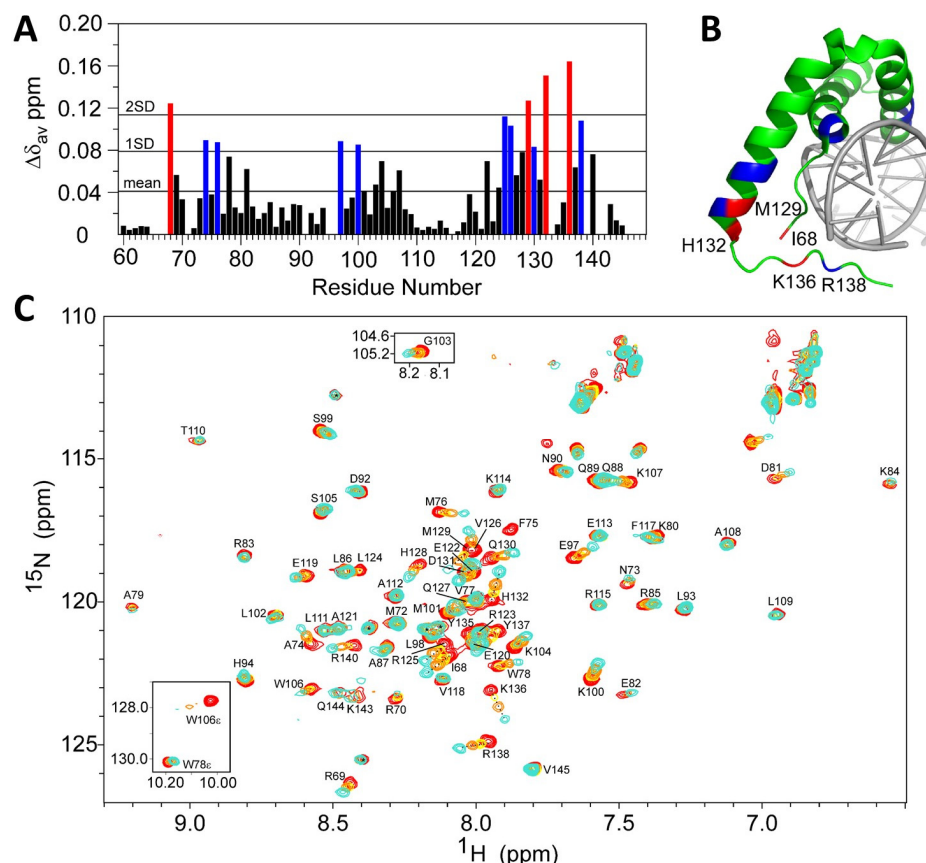 A
Δδav ppm
0.20
0.16
0.12
0.08
0.04
0
2SD
1SD
mean
60 70 80 90 100 110 120 130 140
Residue Number
B
M129
H132
I68
K136 R138
C
110
115
120
125
15N (ppm)
104.6
105.2
G103
8.2 8.1
T110
S99
N90
Q89 Q88
K107
D81
K84
D92
K114
S105
M76
V126
F75
M129
E122
Q130
E113
F117 K80
A108
R83
E119
L86 L124
H128
D131
E97
N73
A79
A112
Q127
V77
H132
R115
R85
L93
L102
L111 A121
M72
M101
Y135
R123
Y137
L109
A74
R140
A87
L98
R125
I68
E120
K104
W78
H94
W106
Q144
K143
R70
V118
K136
K100
E82
128.0
W106ε
130.0
W78ε
10.20 10.00
R138
R69
V145
9.0 8.5 8.0 7.5 7.0
1H (ppm)